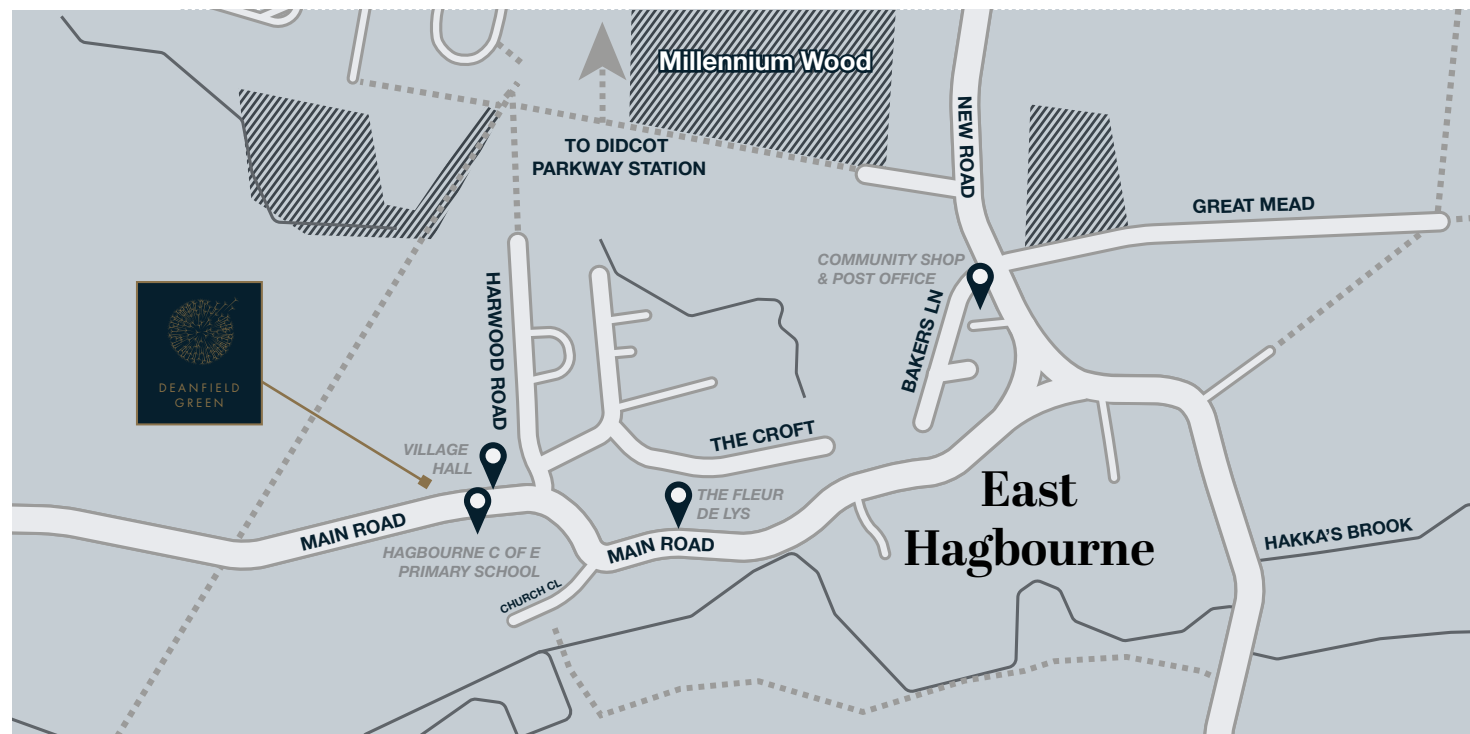 Millennium Wood
TO DIDCOT
PARKWAY STATION
NEW ROAD
GREAT MEAD
COMMUNITY SHOP
& POST OFFICE
BAKERS LN
HARWOOD ROAD
DEANFIELD
GREEN
VILLAGE
HALL
THE CROFT
THE FLEUR
DE LYS
East
Hagbourne
MAIN ROAD
MAIN ROAD
HAKKA’S BROOK
HAGBOURNE C OF E
PRIMARY SCHOOL
CHURCH CL